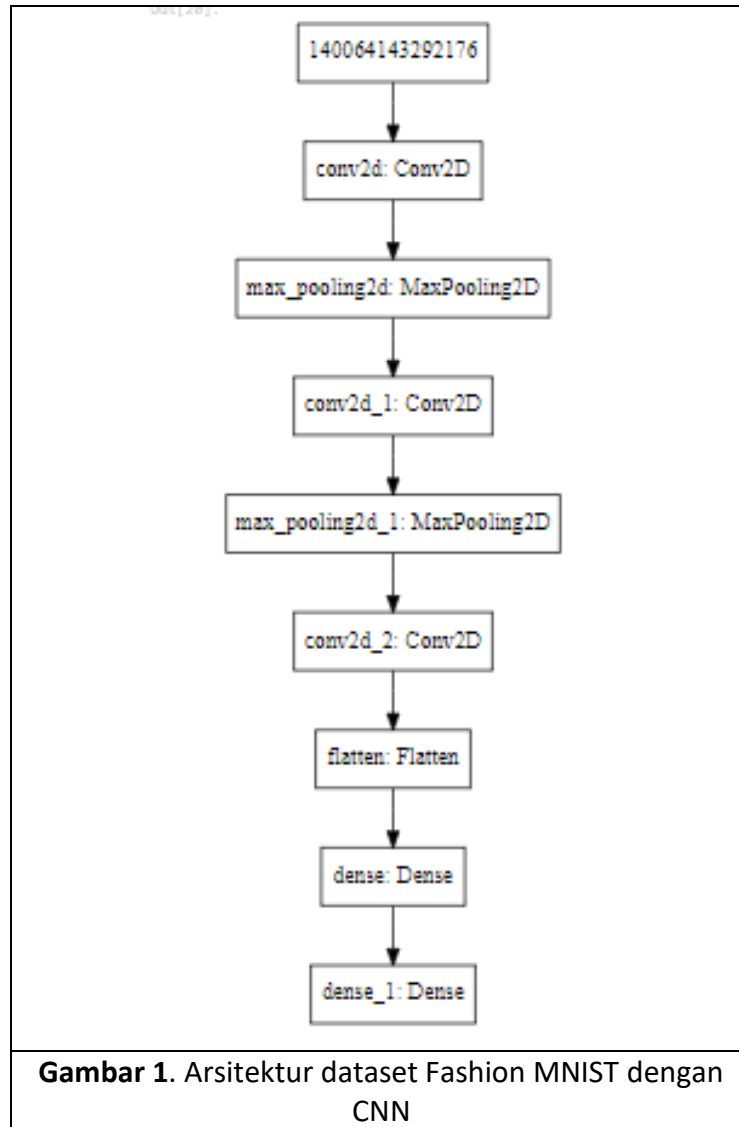 140064143292176
conv2d: Conv2D
max_pooling2d: MaxPooling2D
conv2d_1: Conv2D
max_pooling2d_1: MaxPooling2D
conv2d_2: Conv2D
flatten: Flatten
dense: Dense
dense_1: Dense
Gambar 1. Arsitektur dataset Fashion MNIST dengan
CNN